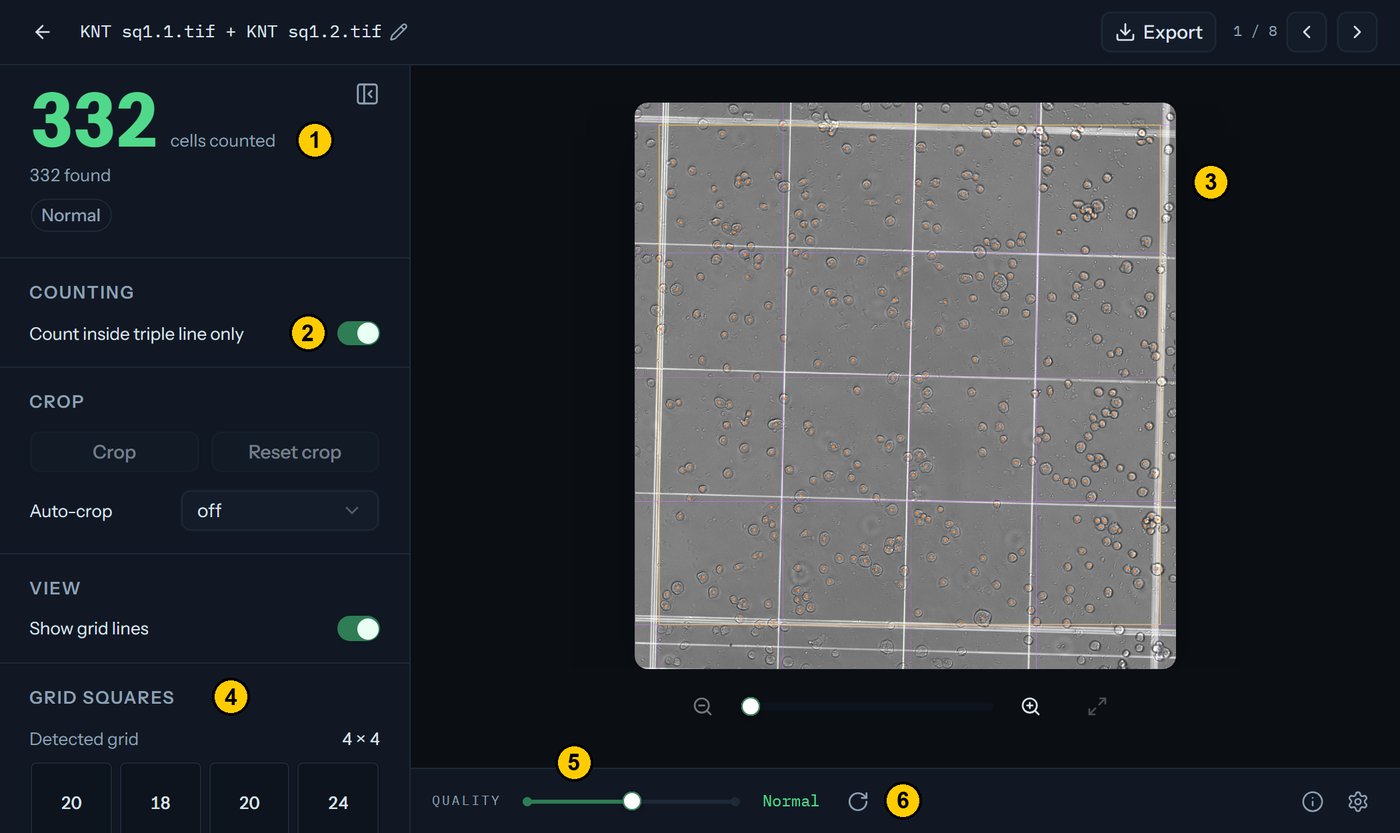 KNT sq1.1.tif + KNT sq1.2.tif
Export
1 / 8
332 cells counted
1
332 found
Normal
COUNTING
Count inside triple line only
2
CROP
Crop
Reset crop
Auto-crop
off
VIEW
Show grid lines
GRID SQUARES
4
Detected grid
4 × 4
20
18
20
24
3
5
QUALITY
Normal
6